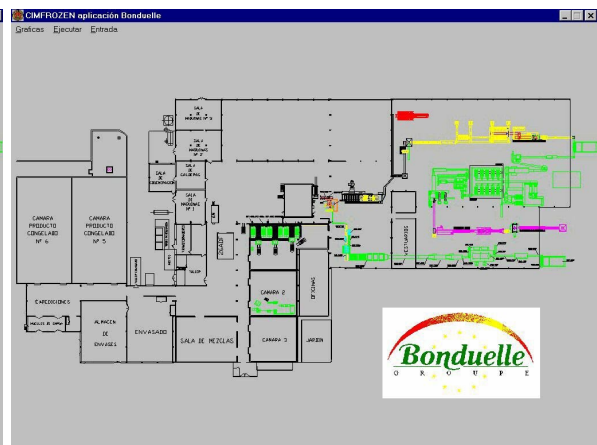 CIMFROZEN aplicación Bonduelle
Graficas Ejecutar Entrada
SALA
DE
MAQUINAS Nº 3
SALA
DE
MAQUINAS
Nº 2
SALA
DE
CALDERAS
SALA
DE
MAQUINAS
Nº 1
CAMARA
PRODUCTO
CONGELADO
Nº 6
CAMARA
PRODUCTO
CONGELADO
Nº 5
VESTUARIOS
OFICINAS
CAMARA 2
EXPEDICIONES
ALMACEN
DE
ENVASES
ENVASADO
SALA DE MEZCLAS
CAMARA 3
JARDIN
Bonduelle
GROUPE